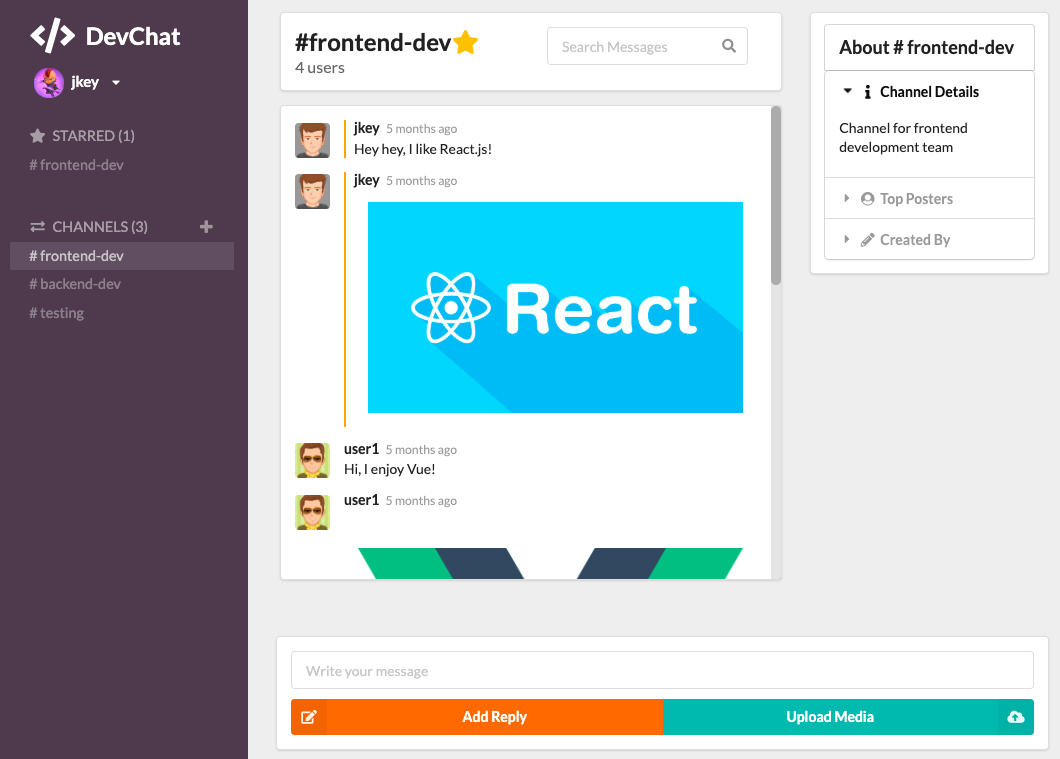 DevChat
jkey
STARRED (1)
# frontend-dev
CHANNELS (3)
# frontend-dev
# backend-dev
# testing
#frontend-dev
4 users
Search Messages
jkey 5 months ago
Hey hey, I like React.js!
jkey 5 months ago
React
user1 5 months ago
Hi, I enjoy Vue!
user1 5 months ago
Write your message
Add Reply
Upload Media
About # frontend-dev
Channel Details
Channel for frontend
development team
Top Posters
Created By